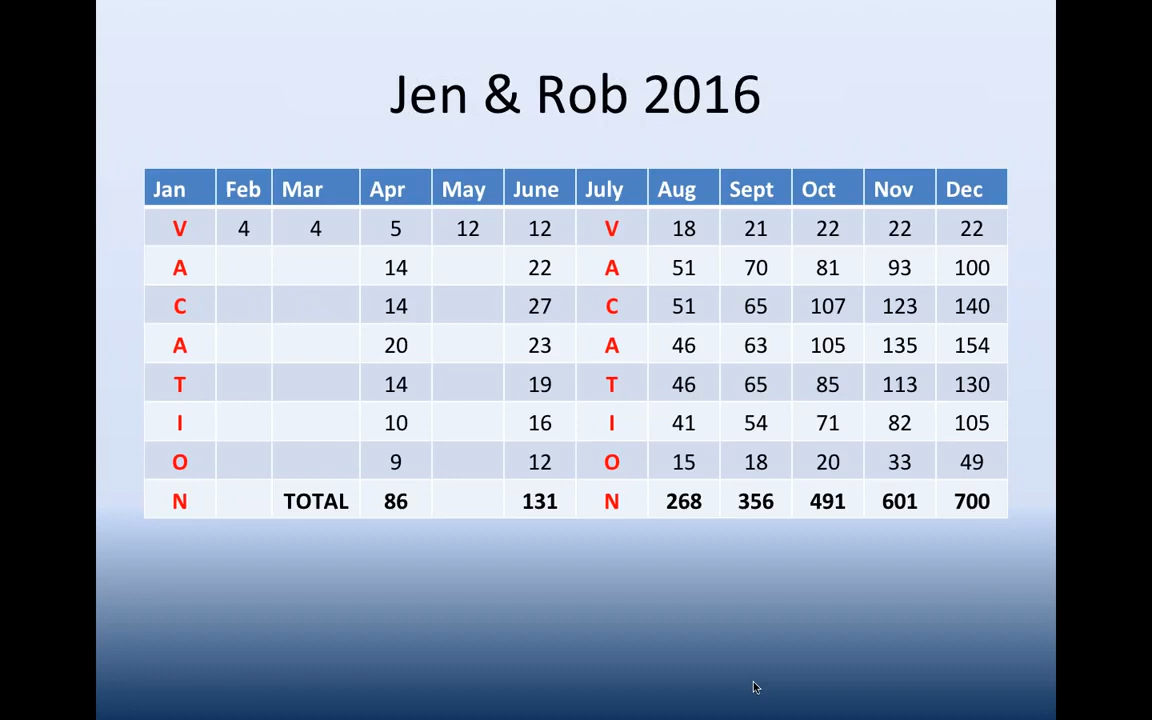 Jen & Rob 2016
Jan Feb Mar Apr May June July Aug Sept Oct Nov Dec
V 4 4 5 12 12 V 18 21 22 22 22
A 14 22 A 51 70 81 93 100
C 14 27 C 51 65 107 123 140
A 20 23 A 46 63 105 135 154
T 14 19 T 46 65 85 113 130
I 10 16 I 41 54 71 82 105
O 9 12 O 15 18 20 33 49
N TOTAL 86 131 N 268 356 491 601 700